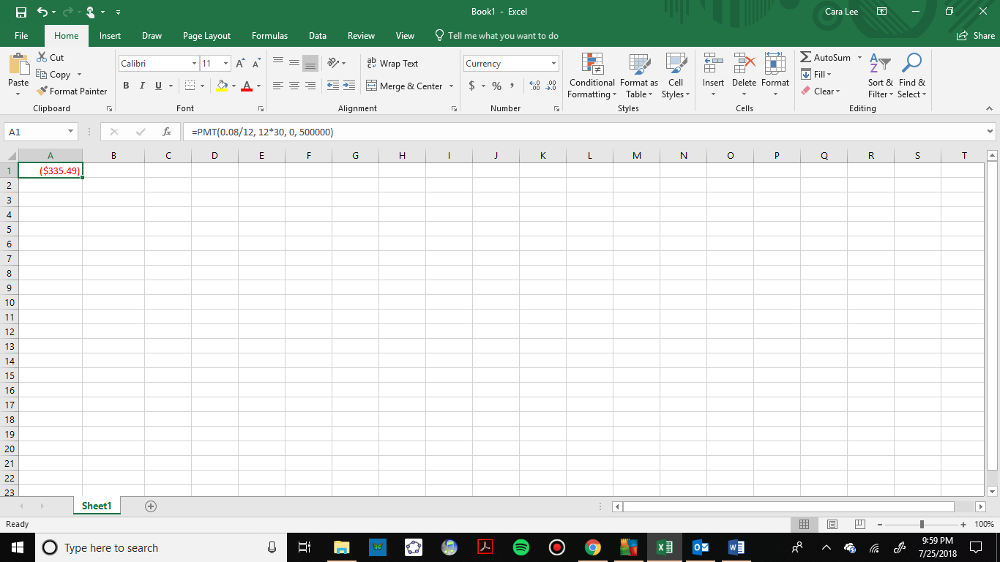 Book1 - Excel
Cara Lee
File Home Insert Draw Page Layout Formulas Data Review View Tell me what you want to do Share
Cut
Copy
Format Painter
Paste
Clipboard
Calibri 11
B I U
Font
Wrap Text
Merge & Center
Alignment
Currency
$ % ,
Number
Conditional Formatting
Format as Table
Cell Styles
Styles
Insert Delete Format
Cells
AutoSum
Fill
Clear
Sort & Filter
Find & Select
Editing
A1 fx =PMT(0.08/12, 12*30, 0, 500000)
A B C D E F G H I J K L M N O P Q R S T
1 ($335.49)
2
3
4
5
6
7
8
9
10
11
12
13
14
15
16
17
18
19
20
21
22
23
Sheet1
Ready 100%
Type here to search
9:59 PM
7/25/2018